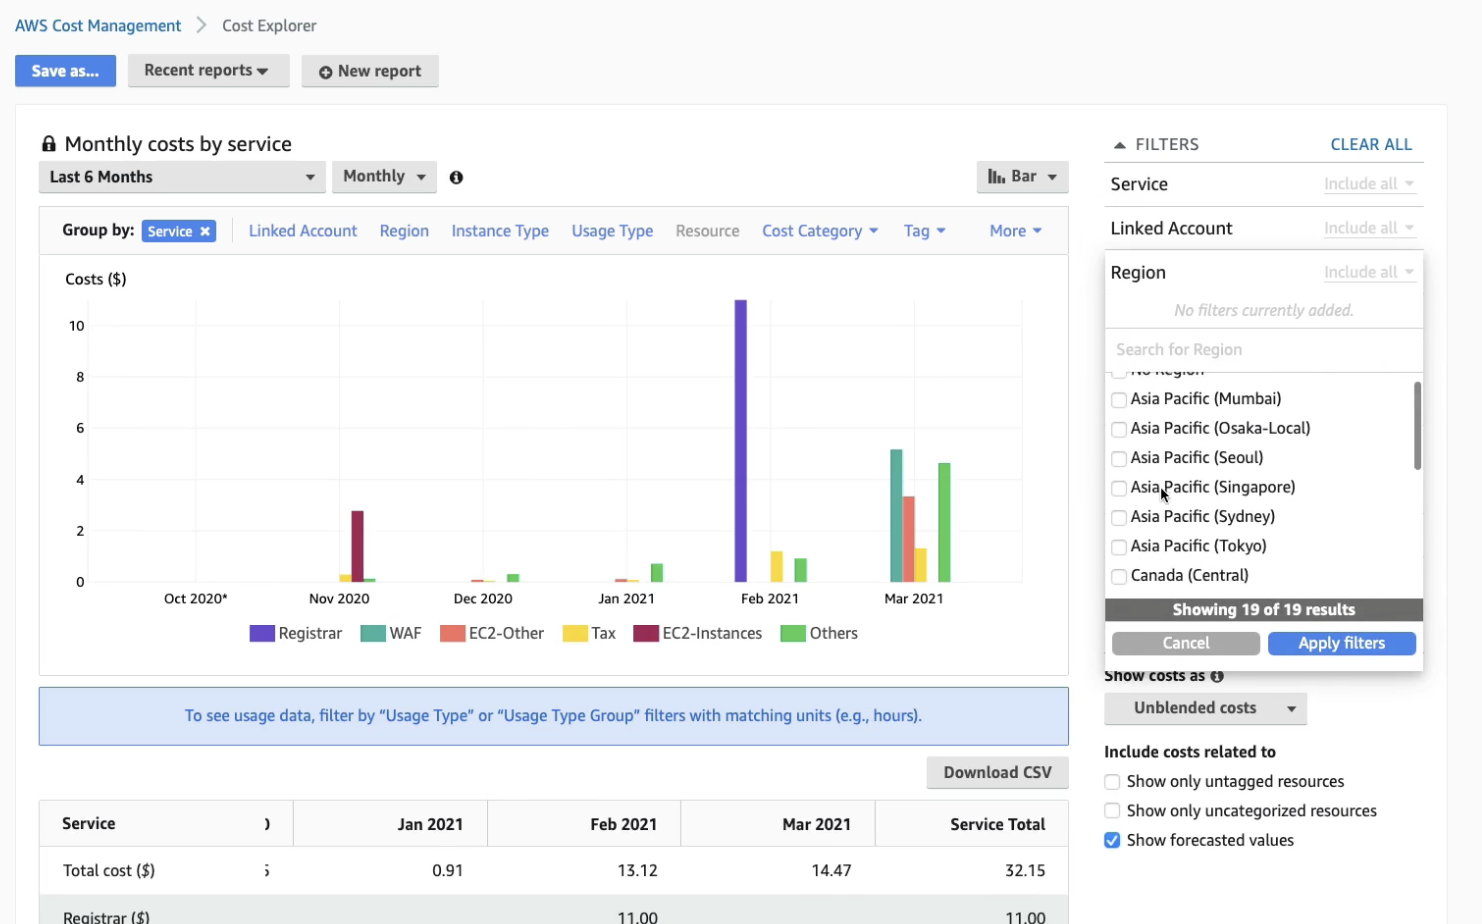 AWS Cost Management > Cost Explorer
Save as... Recent reports New report
Monthly costs by service
Last 6 Months Monthly Bar
Group by: Service × Linked Account Region Instance Type Usage Type Resource Cost Category Tag More
Costs ($)
10
8
6
4
2
0
Oct 2020* Nov 2020 Dec 2020 Jan 2021 Feb 2021 Mar 2021
Registrar WAF EC2-Other Tax EC2-Instances Others
To see usage data, filter by “Usage Type” or “Usage Type Group” filters with matching units (e.g., hours).
Download CSV
Service Jan 2021 Feb 2021 Mar 2021 Service Total
Total cost ($) 0.91 13.12 14.47 32.15
Registrar ($) 11.00 11.00
FILTERS CLEAR ALL
Service Include all
Linked Account Include all
Region Include all
No filters currently added.
Search for Region
No Region
Asia Pacific (Mumbai)
Asia Pacific (Osaka-Local)
Asia Pacific (Seoul)
Asia Pacific (Singapore)
Asia Pacific (Sydney)
Asia Pacific (Tokyo)
Canada (Central)
Showing 19 of 19 results
Cancel Apply filters
Show costs as
Unblended costs
Include costs related to
Show only untagged resources
Show only uncategorized resources
Show forecasted values